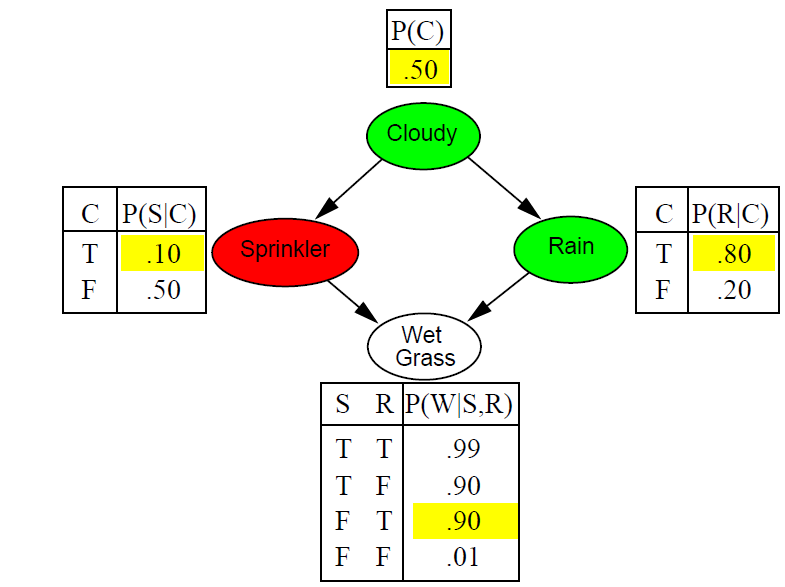 P(C)
.50
Cloudy
C P(S|C)
T .10
F .50
Sprinkler
Rain
C P(R|C)
T .80
F .20
Wet
Grass
S R P(W|S,R)
T T .99
T F .90
F T .90
F F .01